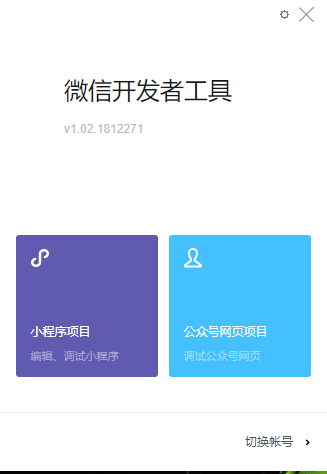 微信开发者工具
v1.02.1812271
小程序项目
编辑、调试小程序
公众号网页项目
调试公众号网页
切换帐号